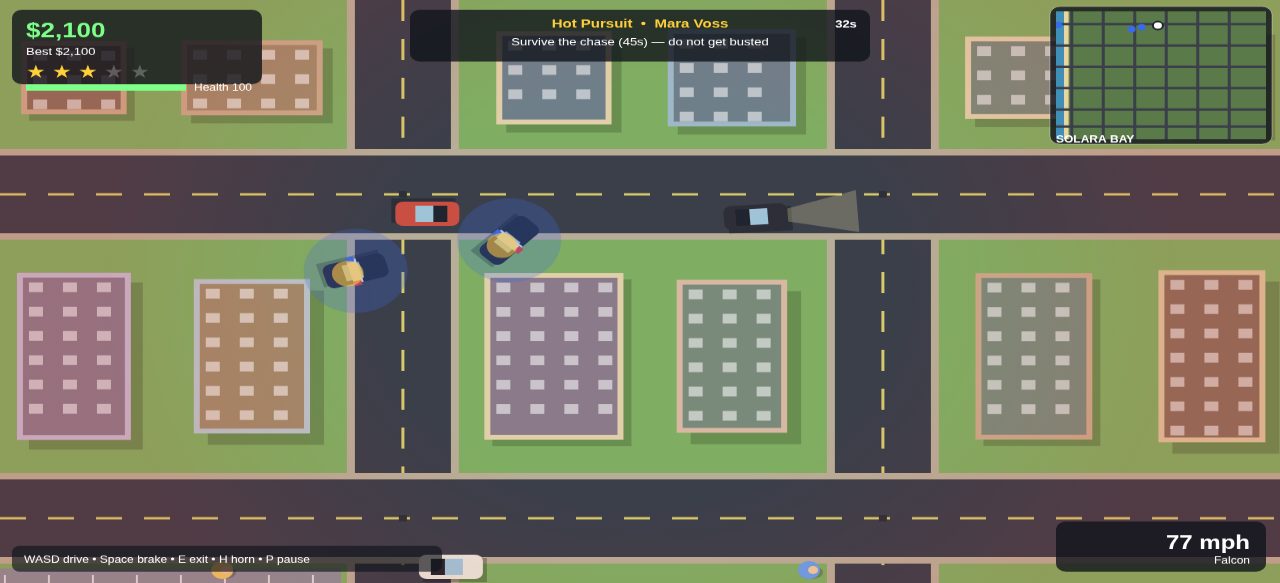 $2,100
Best $2,100
Health 100
Hot Pursuit • Mara Voss
32s
Survive the chase (45s) — do not get busted
SOLARA BAY
WASD drive • Space brake • E exit • H horn • P pause
77 mph
Falcon